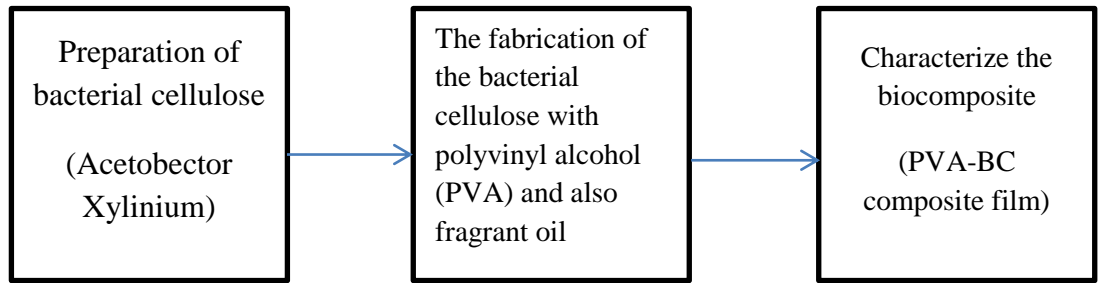 Preparation of
bacterial cellulose
(Acetobector
Xylinium)
The fabrication of
the bacterial
cellulose with
polyvinyl alcohol
(PVA) and also
fragrant oil
Characterize the
biocomposite
(PVA-BC
composite film)